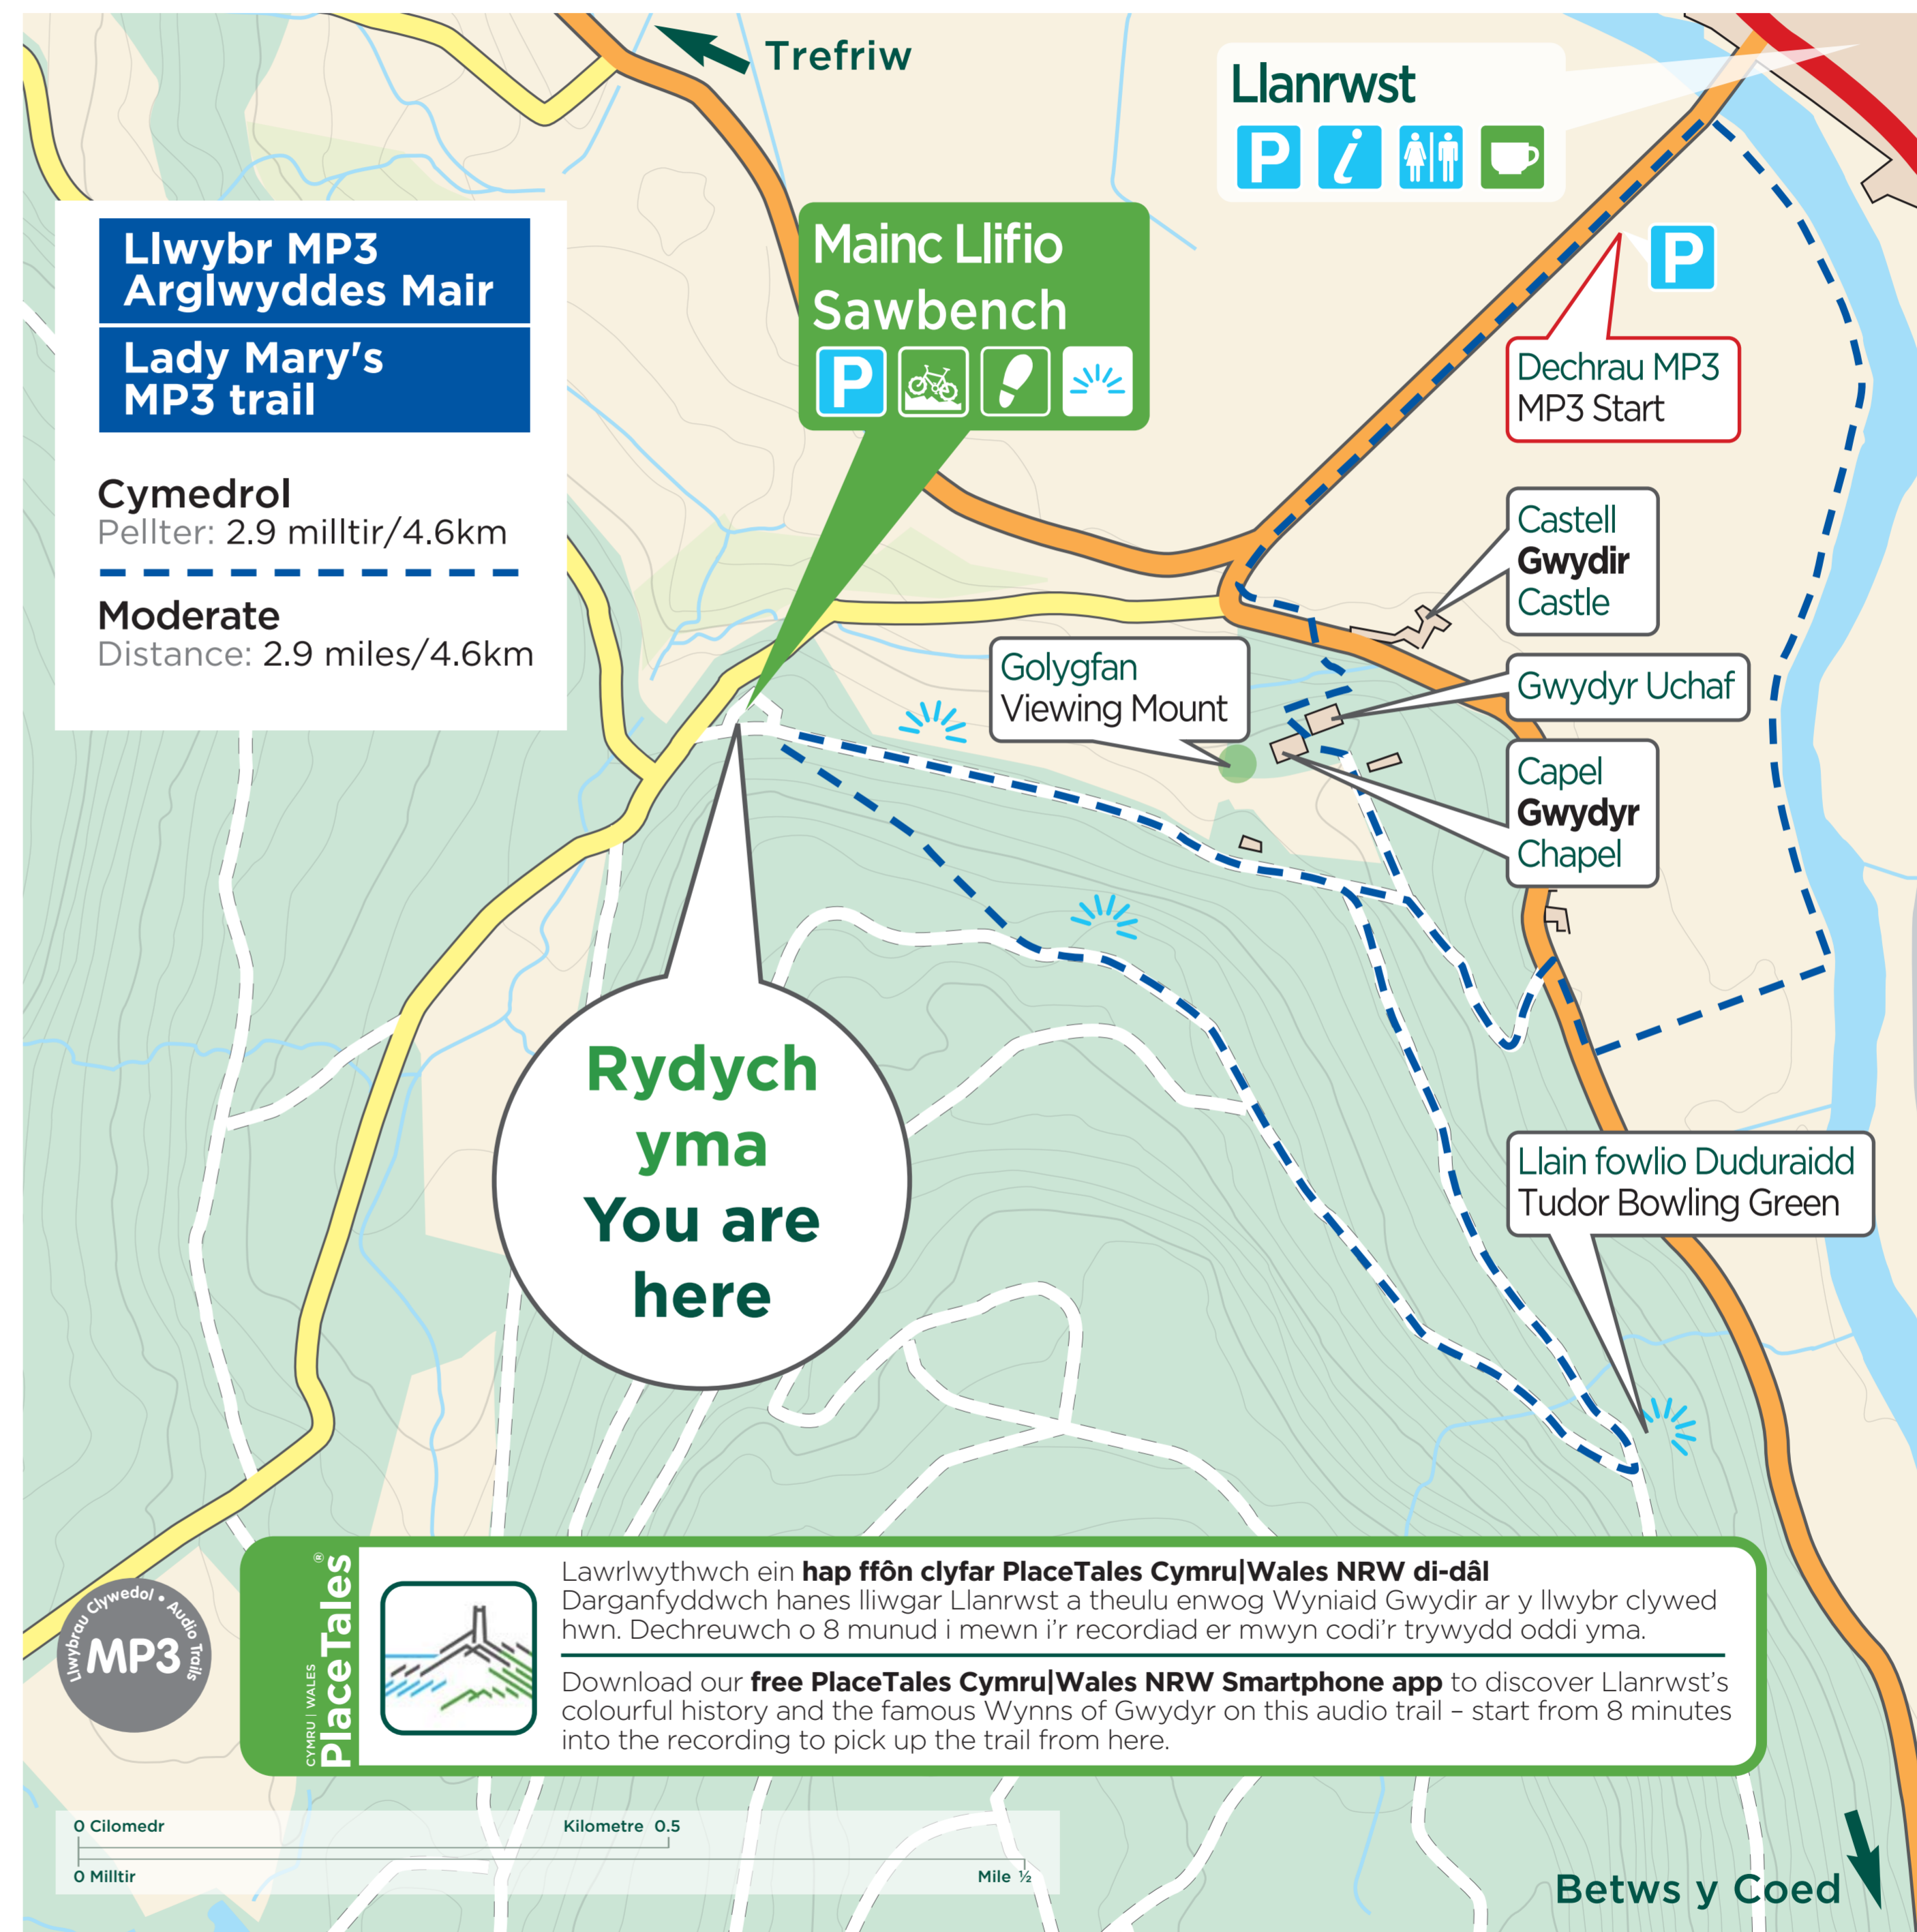 Trefriw
Llanrwst
P
i
Llwybr MP3
Arglwyddes Mair
Lady Mary's
MP3 trail
Cymedrol
Pellter: 2.9 milltir/4.6km
Moderate
Distance: 2.9 miles/4.6km
Mainc Llifio
Sawbench
P
P
Dechrau MP3
MP3 Start
Castell
Gwydir
Castle
Golygfan
Viewing Mount
Gwydyr Uchaf
Capel
Gwydyr
Chapel
Rydych
yma
You are
here
Llain fowlio Duduraidd
Tudor Bowling Green
Llwybrau Clywedol • Audio Trails
MP3
CYMRU | WALES
PlaceTales®
Lawrlwythwch ein hap ffôn clyfar PlaceTales Cymru|Wales NRW di-dâl
Darganfyddwch hanes lliwgar Llanrwst a theulu enwog Wyniaid Gwydir ar y llwybr clywed
hwn. Dechreuwch o 8 munud i mewn i'r recordiad er mwyn codi'r trywydd oddi yma.
Download our free PlaceTales Cymru|Wales NRW Smartphone app to discover Llanrwst's
colourful history and the famous Wynns of Gwydyr on this audio trail – start from 8 minutes
into the recording to pick up the trail from here.
0 Cilomedr Kilometre 0.5
0 Milltir Mile ½
Betws y Coed